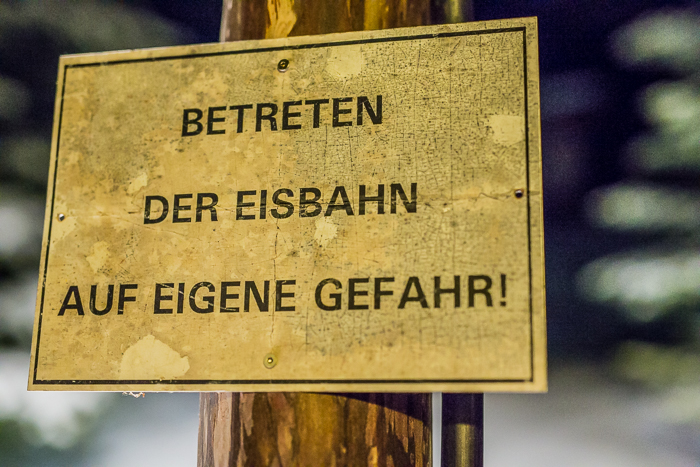 BETRETEN
DER EISBAHN
AUF EIGENE GEFAHR!